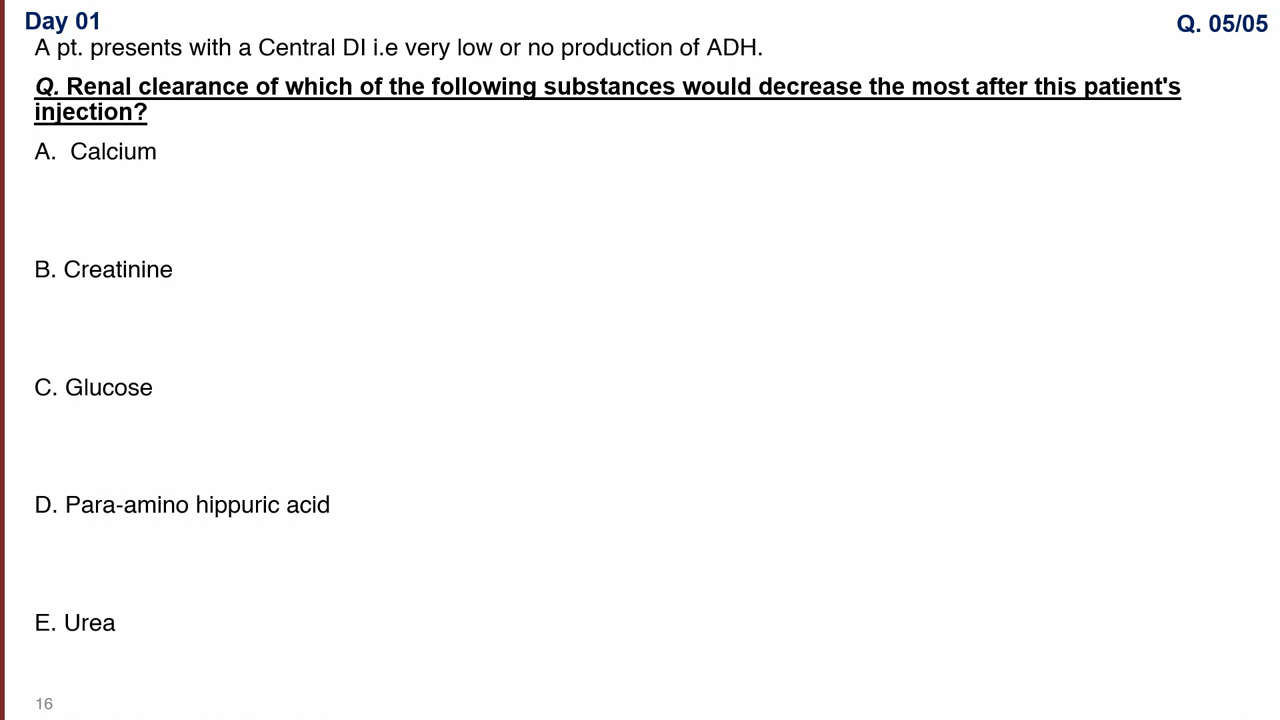 Day 01
Q. 05/05
A pt. presents with a Central DI i.e very low or no production of ADH.
Q. Renal clearance of which of the following substances would decrease the most after this patient's
injection?
A.  Calcium
B. Creatinine
C. Glucose
D. Para-amino hippuric acid
E. Urea
16